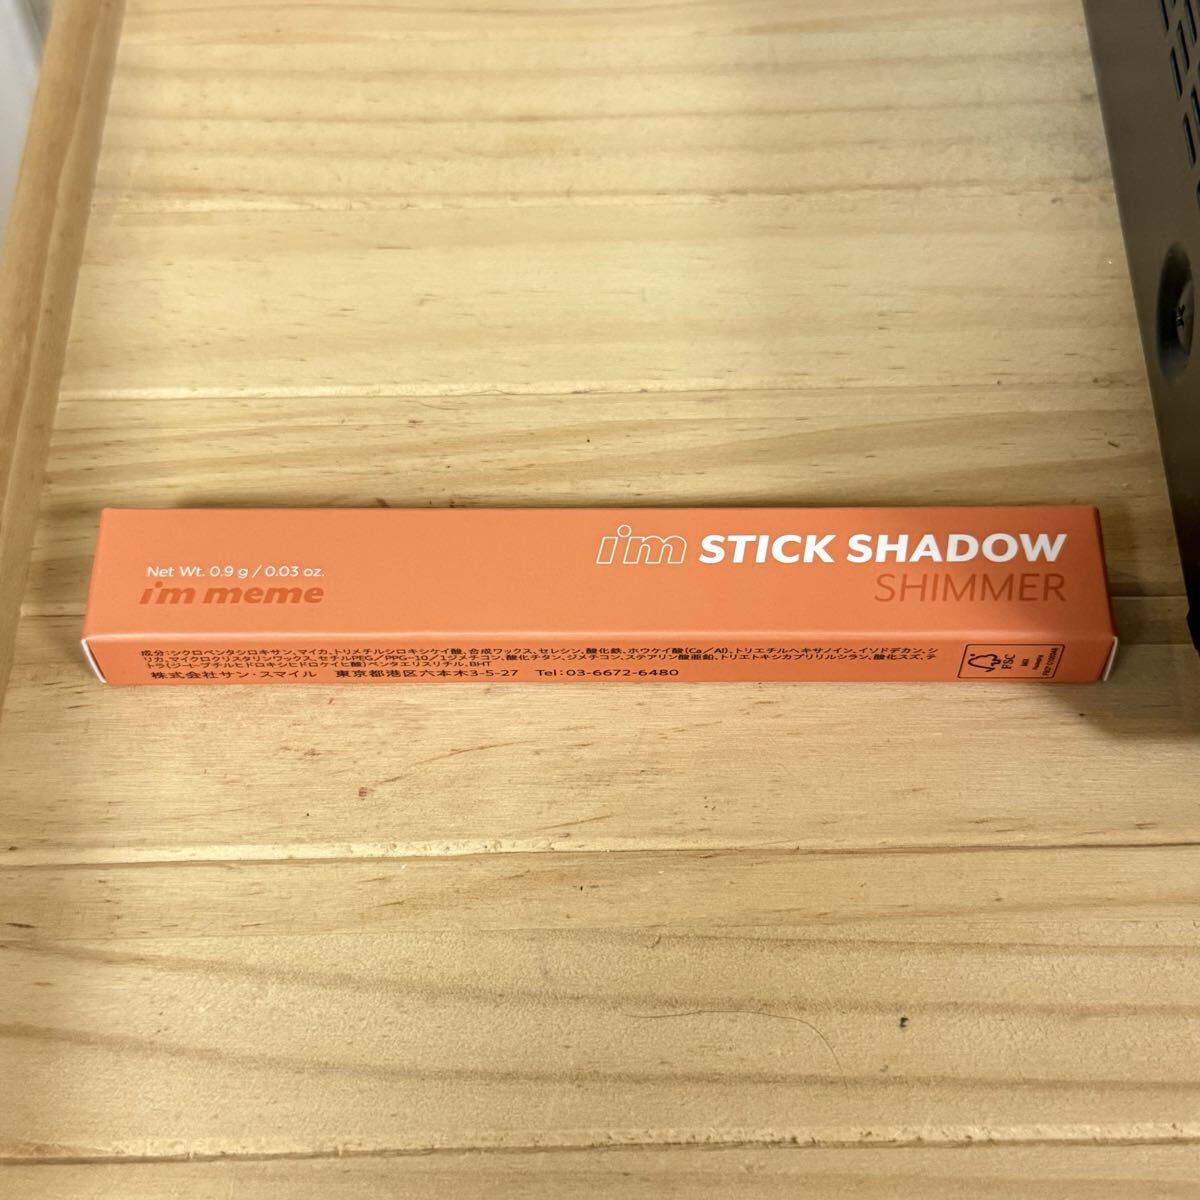 i'm STICK SHADOW
SHIMMER
Net Wt. 0.9 g / 0.03 oz.
i'm meme
成分:シクロペンタシロキサン、マイカ、トリメチルシロキシケイ酸、合成ワックス、セレシン、酸化鉄、ホウケイ酸(Ca/Al)、トリエチルヘキサノイン、イソドデカン、シ
リカ、マイクロクリスタリンワックス、セチルPEG/PPG-10/1ジメチコン、酸化チタン、ジメチコン、ステアリン酸亜鉛、トリエトキシカプリリルシラン、酸化スズ、テ
トラ(ジ-t-ブチルヒドロキシヒドロケイヒ酸)ペンタエリスリチル、BHT
株式会社サン・スマイル 東京都港区六本木3-5-27 Tel:03-6672-6480
FSC
MIX